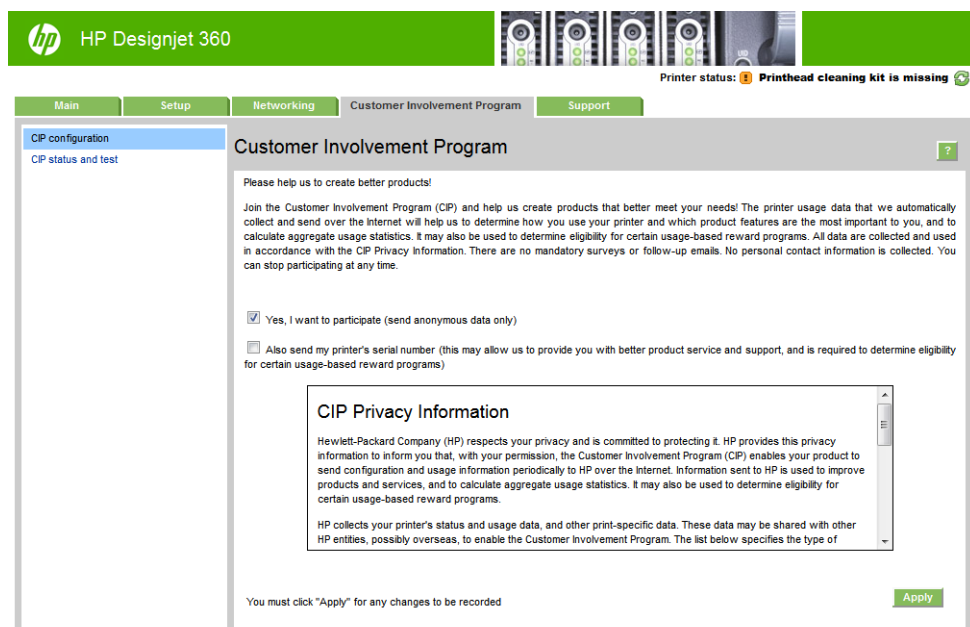 hp HP Designjet 360
Printer status: Printhead cleaning kit is missing
Main Setup Networking Customer Involvement Program Support
CIP configuration
CIP status and test
Customer Involvement Program
?
Please help us to create better products!
Join the Customer Involvement Program (CIP) and help us create products that better meet your needs! The printer usage data that we automatically
collect and send over the Internet will help us to determine how you use your printer and which product features are the most important to you, and to
calculate aggregate usage statistics. It may also be used to determine eligibility for certain usage-based reward programs. All data are collected and used
in accordance with the CIP Privacy Information. There are no mandatory surveys or follow-up emails. No personal contact information is collected. You
can stop participating at any time.
Yes, I want to participate (send anonymous data only)
Also send my printer's serial number (this may allow us to provide you with better product service and support, and is required to determine eligibility
for certain usage-based reward programs)
CIP Privacy Information
Hewlett-Packard Company (HP) respects your privacy and is committed to protecting it. HP provides this privacy
information to inform you that, with your permission, the Customer Involvement Program (CIP) enables your product to
send configuration and usage information periodically to HP over the Internet. Information sent to HP is used to improve
products and services, and to calculate aggregate usage statistics. It may also be used to determine eligibility for
certain usage-based reward programs.
HP collects your printer's status and usage data, and other print-specific data. These data may be shared with other
HP entities, possibly overseas, to enable the Customer Involvement Program. The list below specifies the type of
You must click "Apply" for any changes to be recorded
Apply